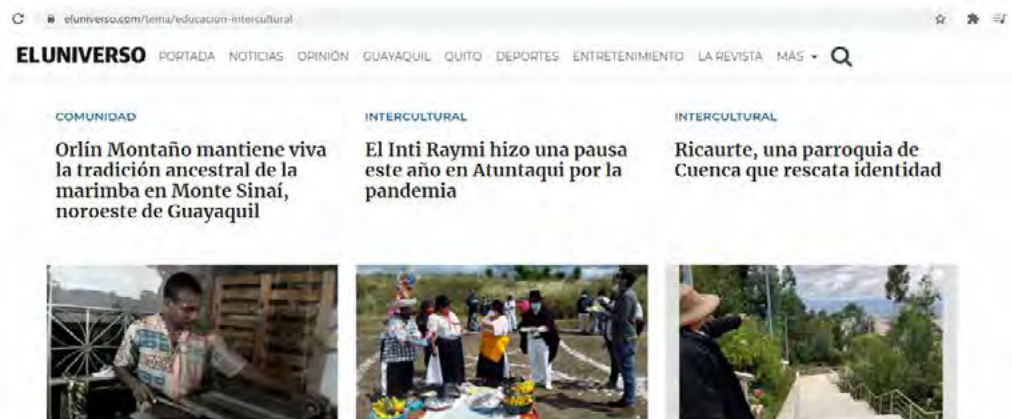 eluniverso.com/tema/educacion-intercultural
EL UNIVERSO PORTADA NOTICIAS OPINIÓN GUAYAQUIL QUITO DEPORTES ENTRETENIMIENTO LA REVISTA MÁS
COMUNIDAD
Orlín Montaño mantiene viva
la tradición ancestral de la
marimba en Monte Sinaí,
noroeste de Guayaquil
INTERCULTURAL
El Inti Raymi hizo una pausa
este año en Atuntaqui por la
pandemia
INTERCULTURAL
Ricaurte, una parroquia de
Cuenca que rescata identidad